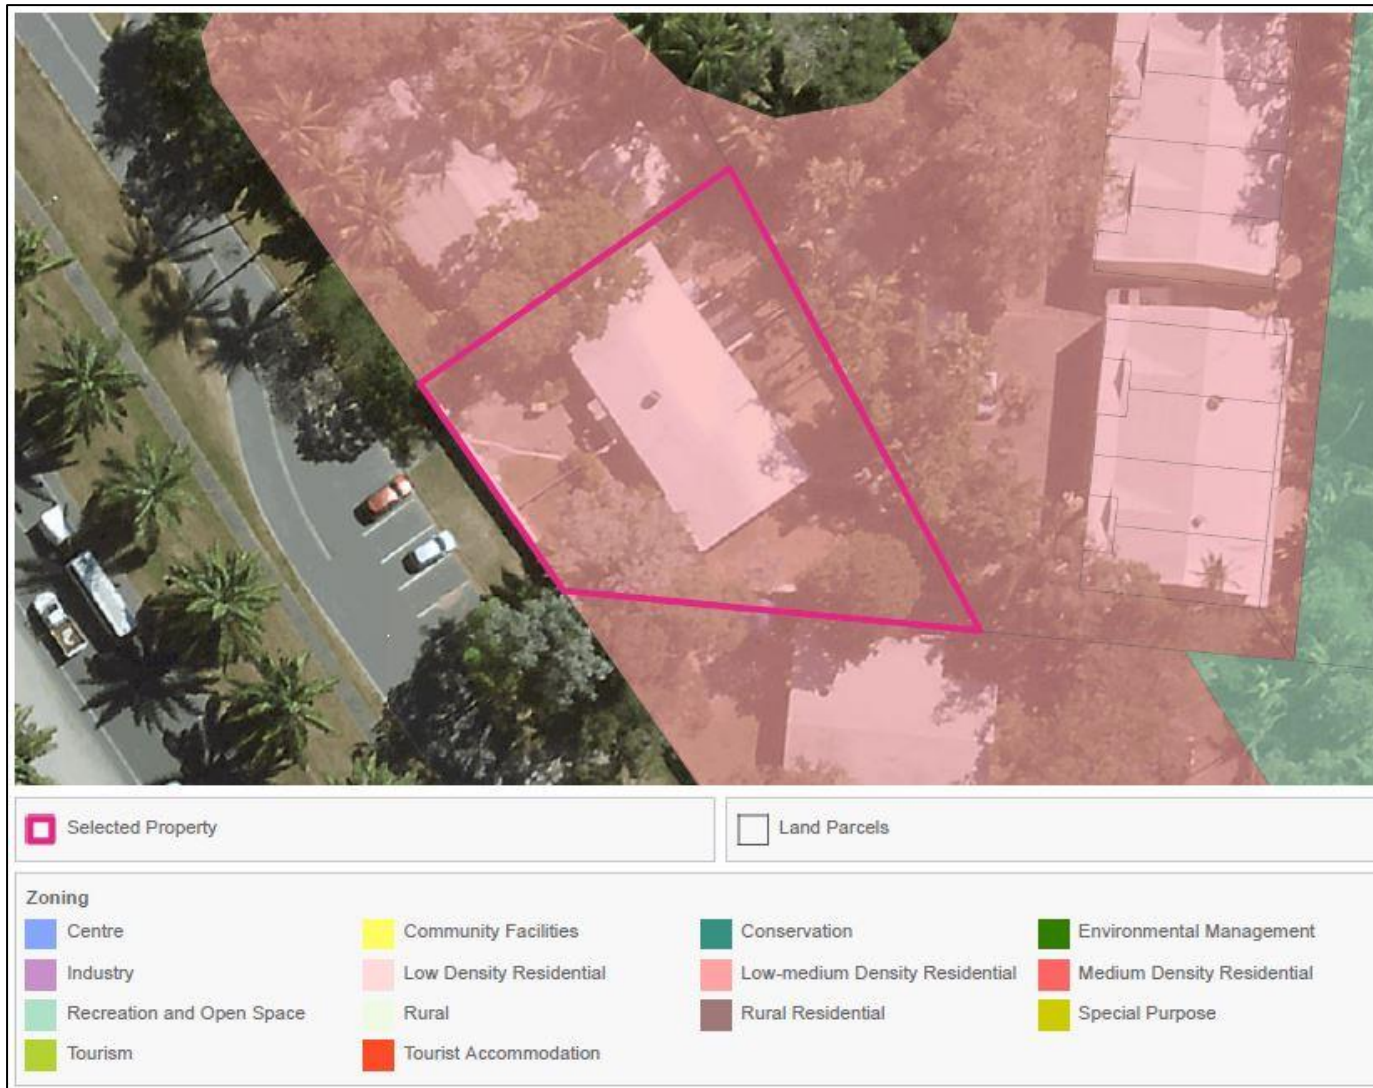 Selected Property
Land Parcels
Zoning
Centre
Community Facilities
Conservation
Environmental Management
Industry
Low Density Residential
Low-medium Density Residential
Medium Density Residential
Recreation and Open Space
Rural
Rural Residential
Special Purpose
Tourism
Tourist Accommodation